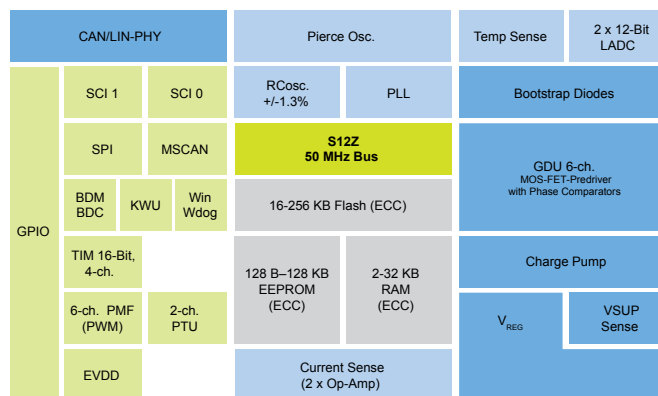 CAN/LIN-PHY
Pierce Osc.
Temp Sense
2 x 12-Bit
LADC
GPIO
SCI 1
SCI 0
RCosc.
+/-1.3%
PLL
Bootstrap Diodes
SPI
MSCAN
S12Z
50 MHz Bus
GDU 6-ch.
MOS-FET-Predriver
with Phase Comparators
BDM
BDC
KWU
Win
Wdog
16-256 KB Flash (ECC)
TIM 16-Bit,
4-ch.
128 B–128 KB
EEPROM
(ECC)
2-32 KB
RAM
(ECC)
Charge Pump
6-ch. PMF
(PWM)
2-ch.
PTU
VREG
VSUP
Sense
EVDD
Current Sense
(2 x Op-Amp)